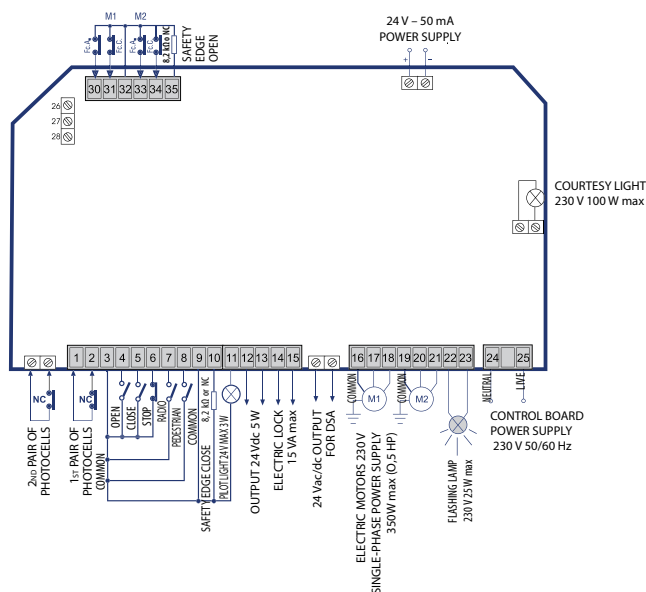 M1 M2
Fc.A. Fc.C. Fc.A. Fc.C. 8,2 kΩ or NC
SAFETY
EDGE
OPEN
30 31 32 33 34 35
24 V – 50 mA
POWER SUPPLY
+ –
26
27
28
COURTESY LIGHT
230 V 100 W max
1 2 3 4 5 6 7 8 9 10 11 12 13 14 15
16 17 18 19 20 21 22 23
24 25
NC
2ND PAIR OF
PHOTOCELLS
NC
1ST PAIR OF
PHOTOCELLS
COMMON
OPEN
CLOSE
STOP
RADIO
PEDESTRIAN
COMMON
SAFETY EDGE CLOSE
8,2 kΩ or NC
PILOT LIGHT 24 V MAX 3 W
OUTPUT 24 Vdc 5 W
ELECTRIC LOCK
15 VA max
24 Vac/dc OUTPUT
FOR DSA
COMMON
M1
COMMON
M2
ELECTRIC MOTORS 230 V
SINGLE-PHASE POWER SUPPLY
350W max (0,5 HP)
FLASHING LAMP
230 V 25 W max
NEUTRAL
LIVE
CONTROL BOARD
POWER SUPPLY
230 V 50/60 Hz